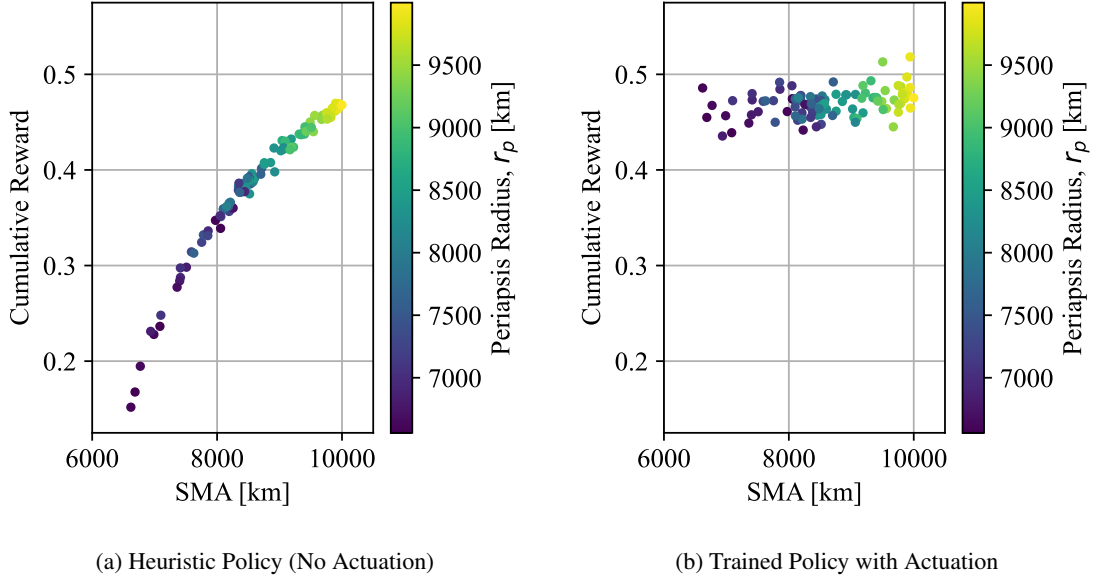 0.5
0.4
0.3
0.2
Cumulative Reward
6000 8000 10000
SMA [km]
9500
9000
8500
8000
7500
7000
Periapsis Radius, r_p [km]
(a) Heuristic Policy (No Actuation)
0.5
0.4
0.3
0.2
Cumulative Reward
6000 8000 10000
SMA [km]
9500
9000
8500
8000
7500
7000
Periapsis Radius, r_p [km]
(b) Trained Policy with Actuation